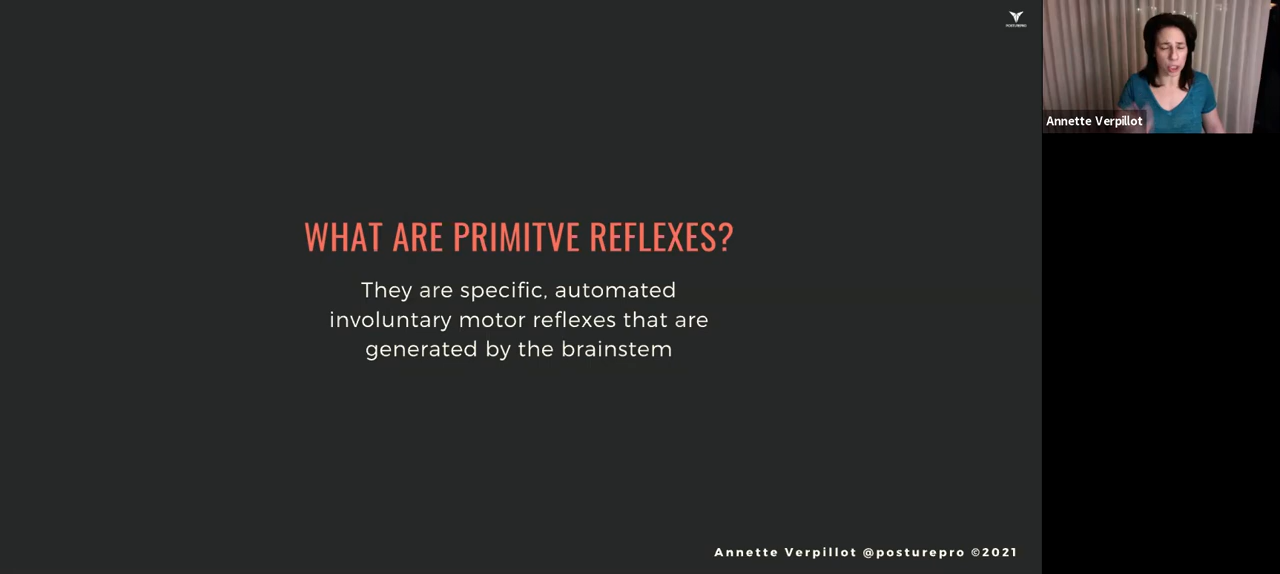 POSTUREPRO
Annette Verpillot
WHAT ARE PRIMITVE REFLEXES?
They are specific, automated
involuntary motor reflexes that are
generated by the brainstem
Annette Verpillot @posturepro ©2021